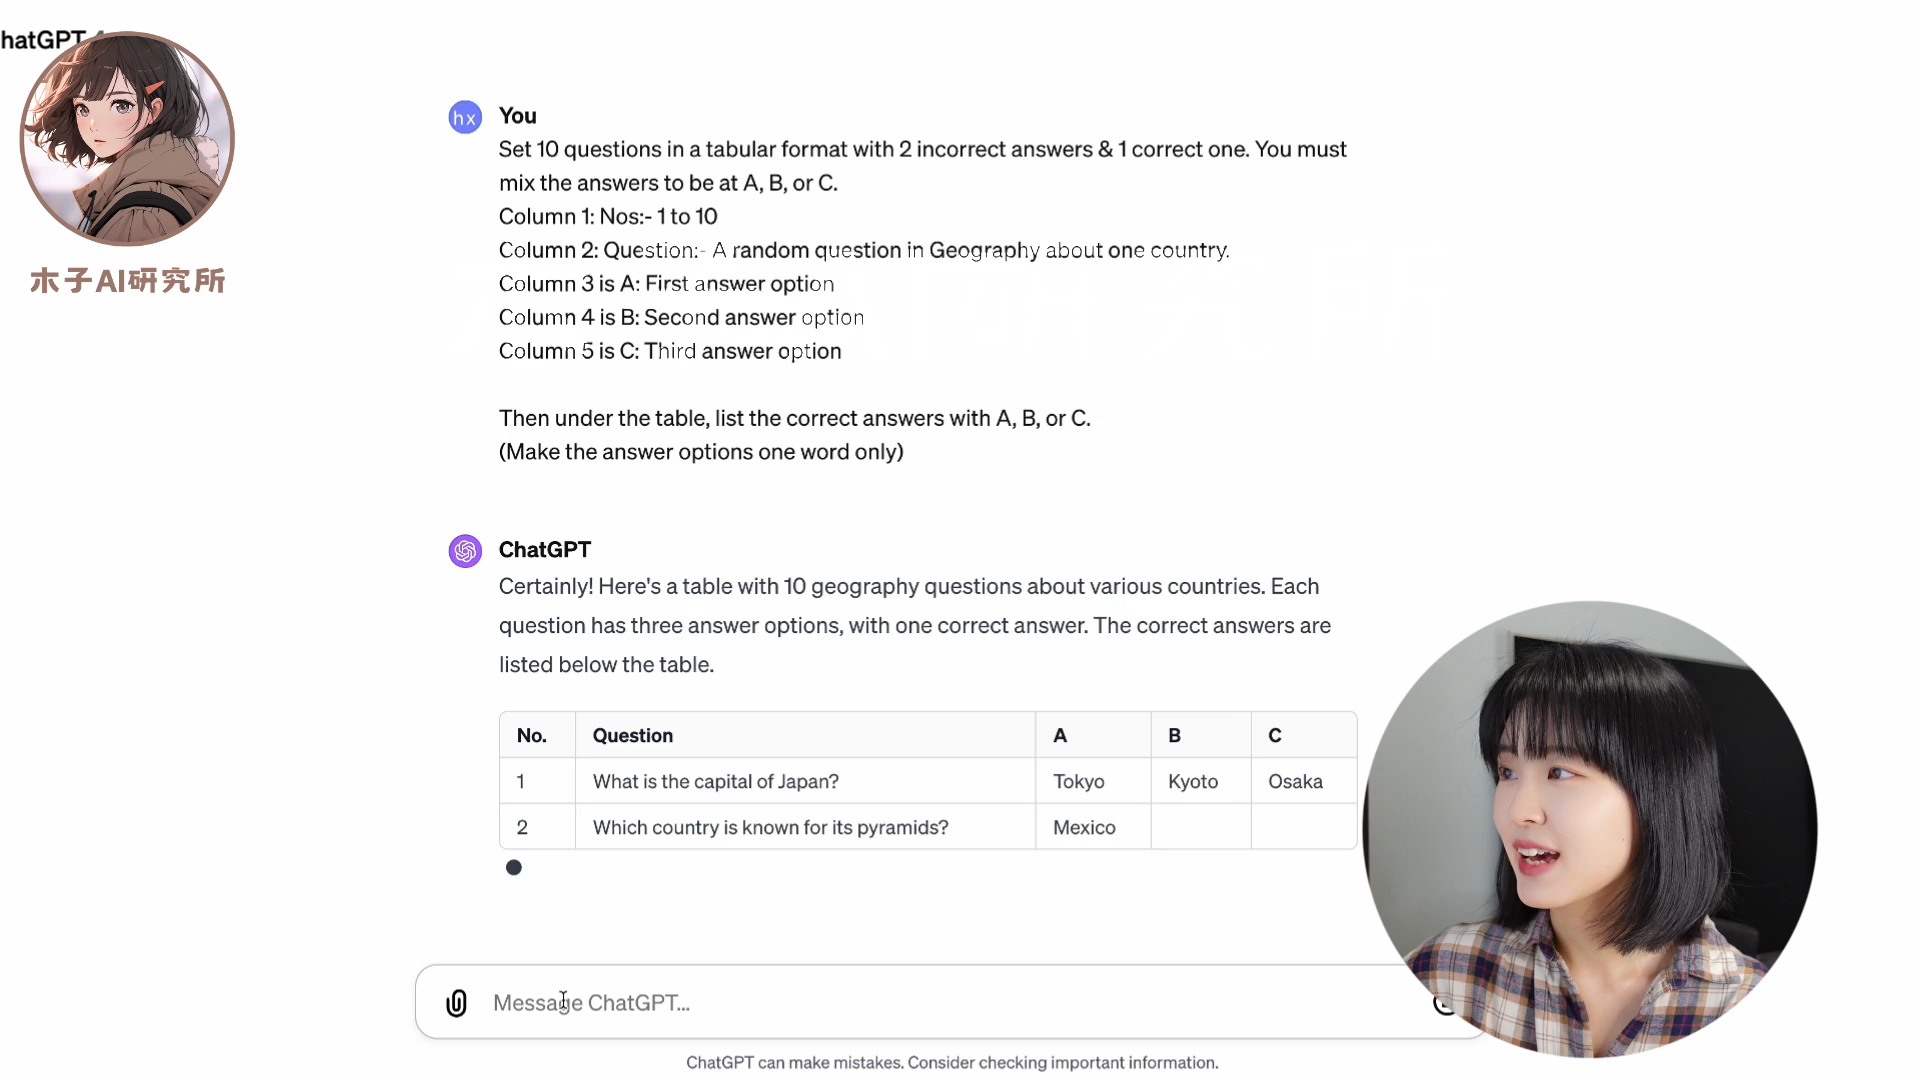 hatGPT 4
木子AI研究所
hx
You
Set 10 questions in a tabular format with 2 incorrect answers & 1 correct one. You must
mix the answers to be at A, B, or C.
Column 1: Nos:- 1 to 10
Column 2: Question:- A random question in Geography about one country.
Column 3 is A: First answer option
Column 4 is B: Second answer option
Column 5 is C: Third answer option
Then under the table, list the correct answers with A, B, or C.
(Make the answer options one word only)
ChatGPT
Certainly! Here's a table with 10 geography questions about various countries. Each
question has three answer options, with one correct answer. The correct answers are
listed below the table.
No. Question A B C
1 What is the capital of Japan? Tokyo Kyoto Osaka
2 Which country is known for its pyramids? Mexico
Message ChatGPT...
ChatGPT can make mistakes. Consider checking important information.